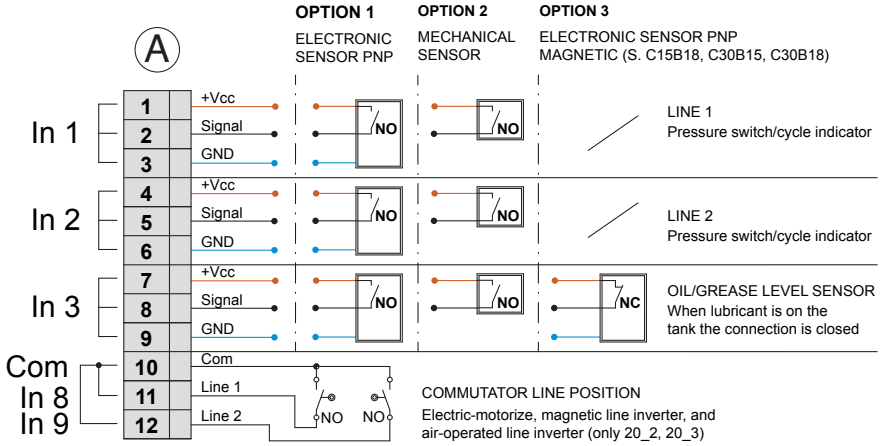 OPTION 1 OPTION 2 OPTION 3
ELECTRONIC SENSOR PNP
MECHANICAL SENSOR
ELECTRONIC SENSOR PNP
MAGNETIC (S. C15B18, C30B15, C30B18)
A
In 1
1 +Vcc
2 Signal
3 GND
NO
NO
LINE 1
Pressure switch/cycle indicator
In 2
4 +Vcc
5 Signal
6 GND
NO
NO
LINE 2
Pressure switch/cycle indicator
In 3
7 +Vcc
8 Signal
9 GND
NO
NO
NC
OIL/GREASE LEVEL SENSOR
When lubricant is on the
tank the connection is closed
Com 10 Com
In 8 11 Line 1
In 9 12 Line 2
NO NO
COMMUTATOR LINE POSITION
Electric-motorize, magnetic line inverter, and
air-operated line inverter (only 20_2, 20_3)